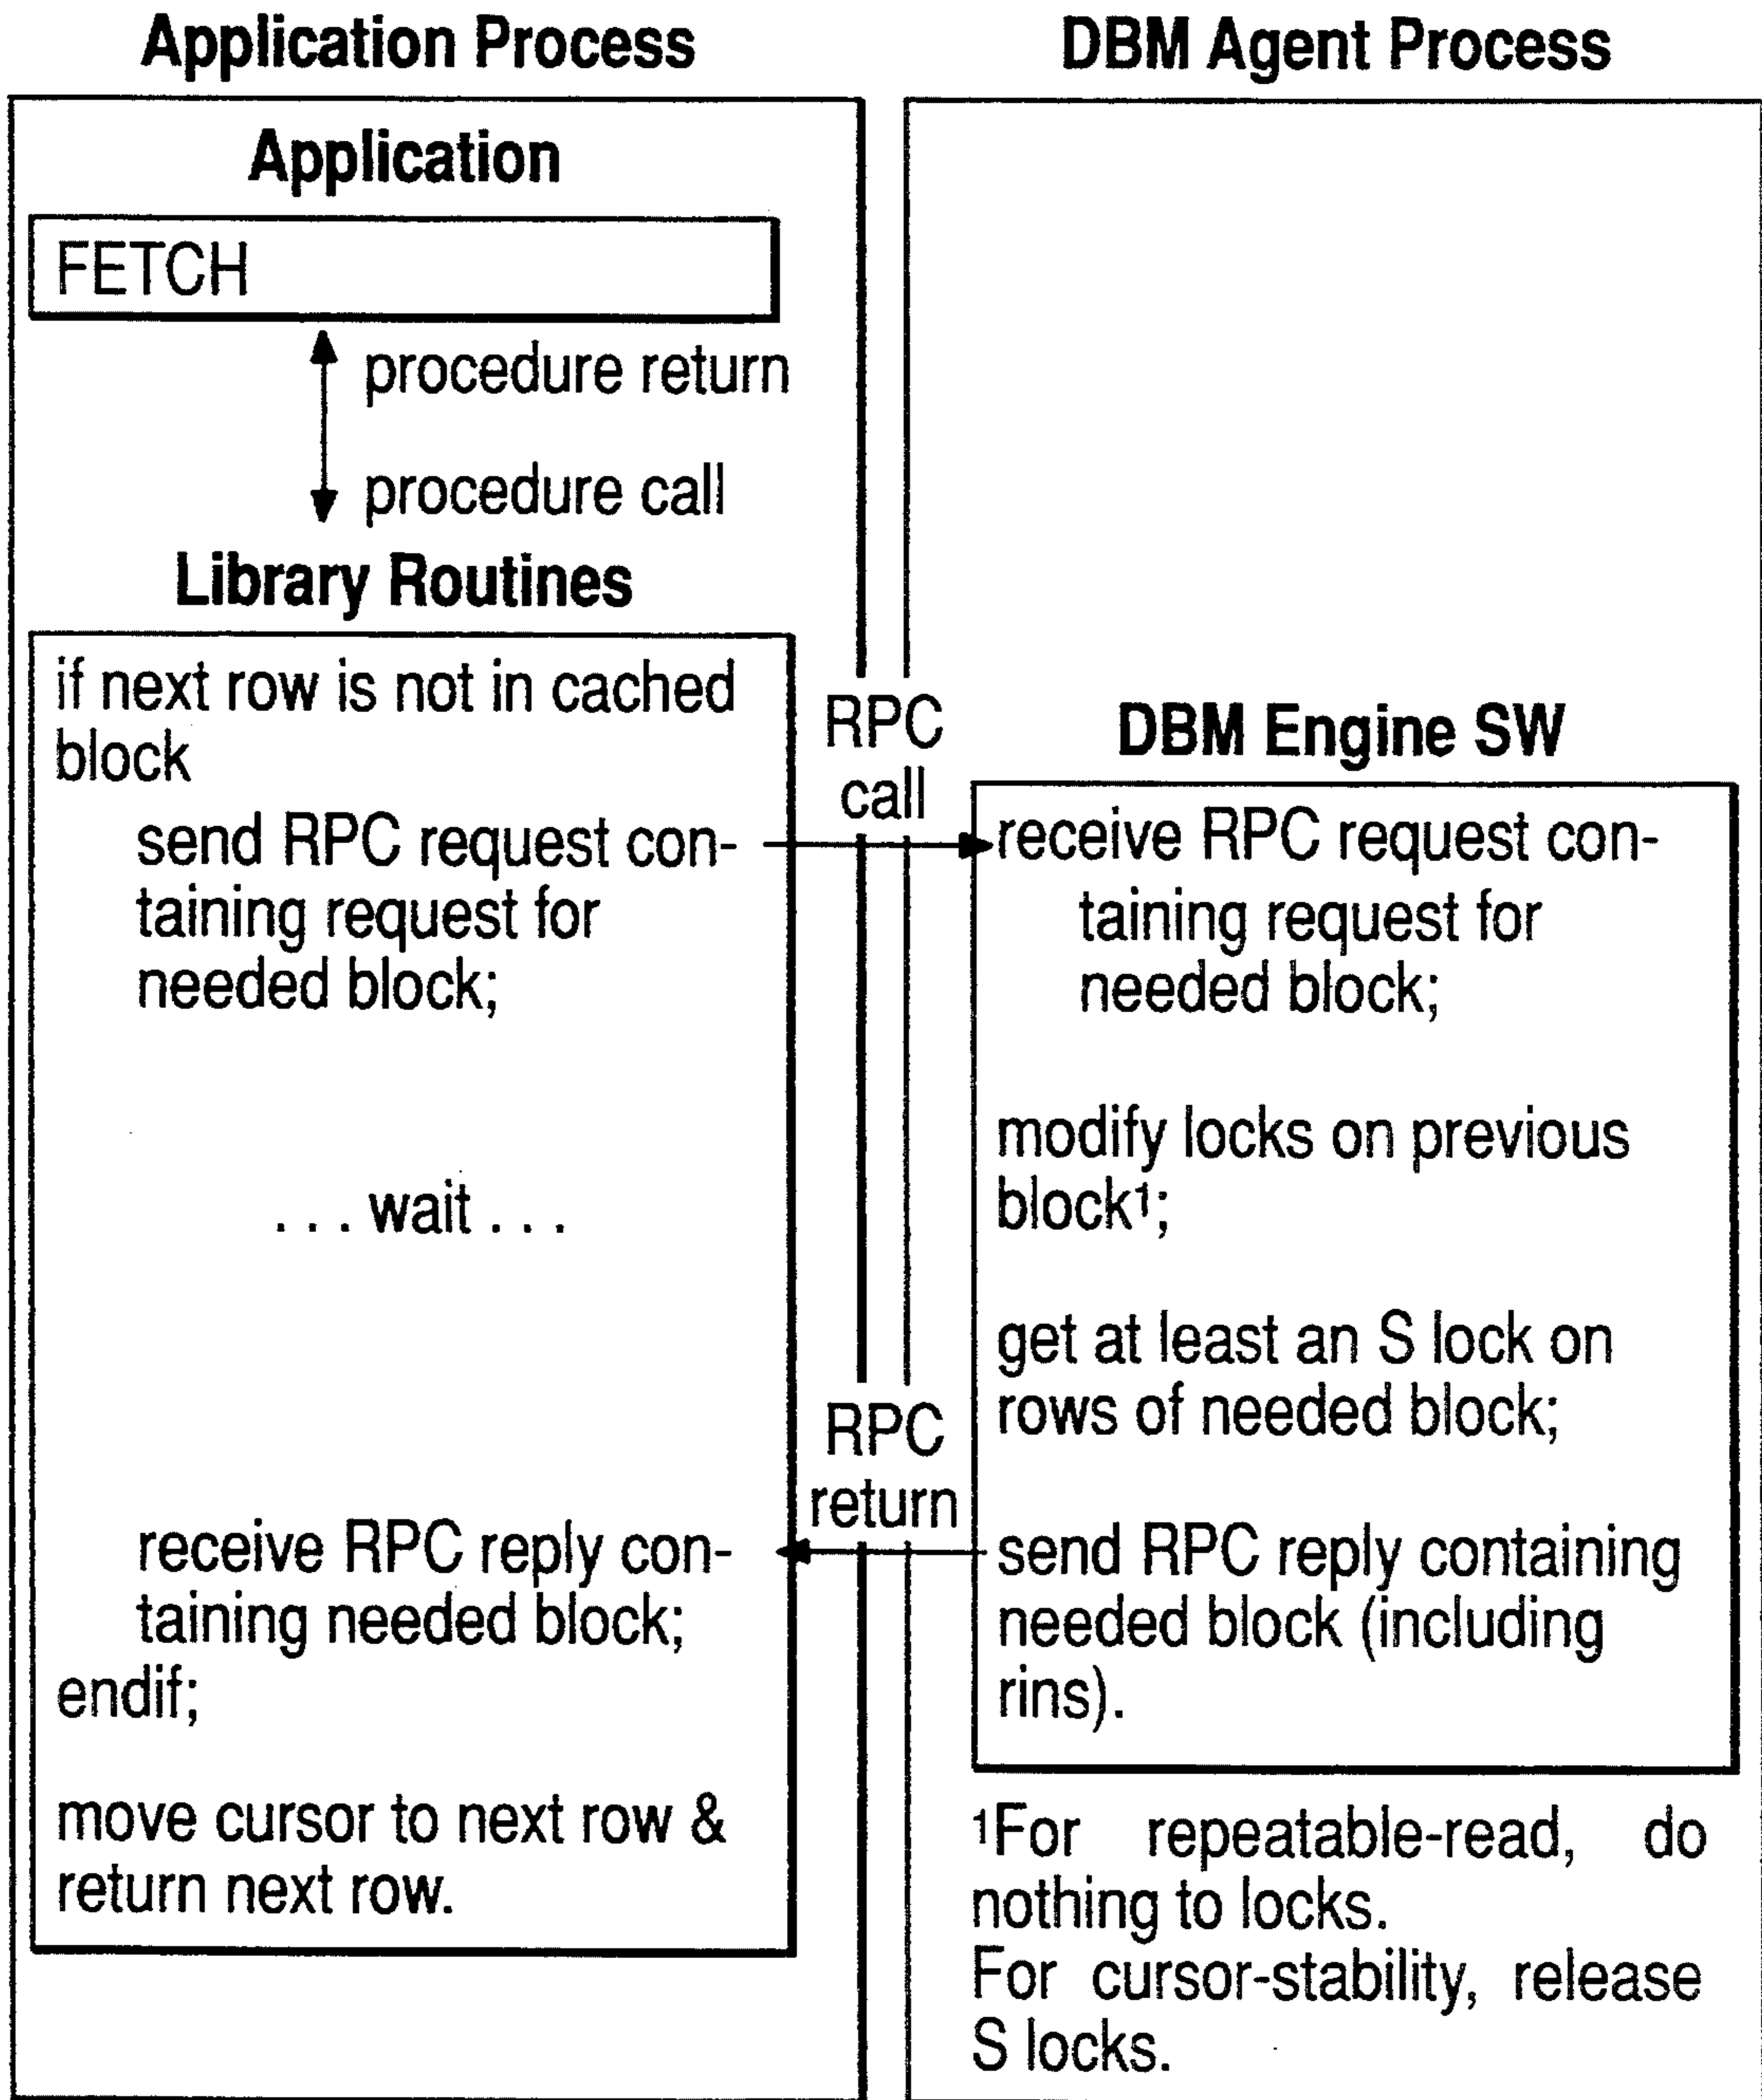 Application Process
Application
FETCH
procedure return
procedure call
Library Routines
if next row is not in cached
block
send RPC request con-
taining request for
needed block;
. . . wait . . .
receive RPC reply con-
taining needed block;
endif;
move cursor to next row &
return next row.
RPC
call
RPC
return
DBM Agent Process
DBM Engine SW
receive RPC request con-
taining request for
needed block;
modify locks on previous
block¹;
get at least an S lock on
rows of needed block;
send RPC reply containing
needed block (including
rins).
¹For repeatable-read, do
nothing to locks.
For cursor-stability, release
S locks.